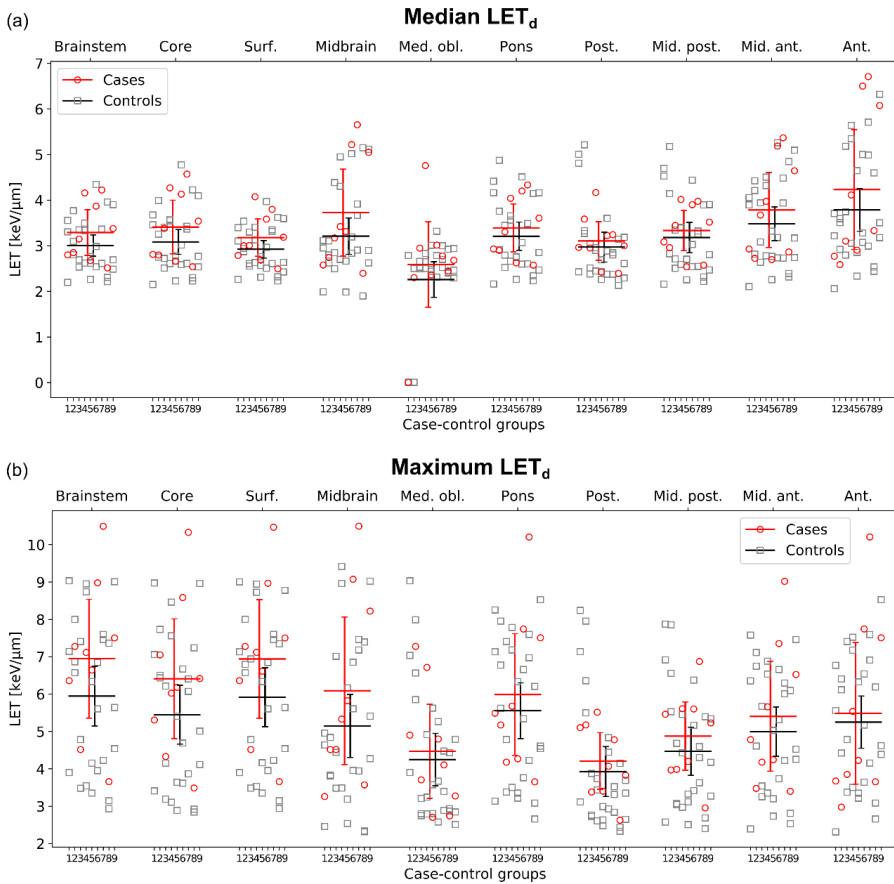 (a)
Median LETd
Brainstem Core Surf. Midbrain Med. obl. Pons Post. Mid. post. Mid. ant. Ant.
7
Cases
Controls
6
5
4
3
2
1
0
LET [keV/μm]
123456789 123456789 123456789 123456789 123456789 123456789 123456789 123456789 123456789 123456789
Case-control groups
(b)
Maximum LETd
Brainstem Core Surf. Midbrain Med. obl. Pons Post. Mid. post. Mid. ant. Ant.
Cases
Controls
10
9
8
7
6
5
4
3
2
LET [keV/μm]
123456789 123456789 123456789 123456789 123456789 123456789 123456789 123456789 123456789 123456789
Case-control groups